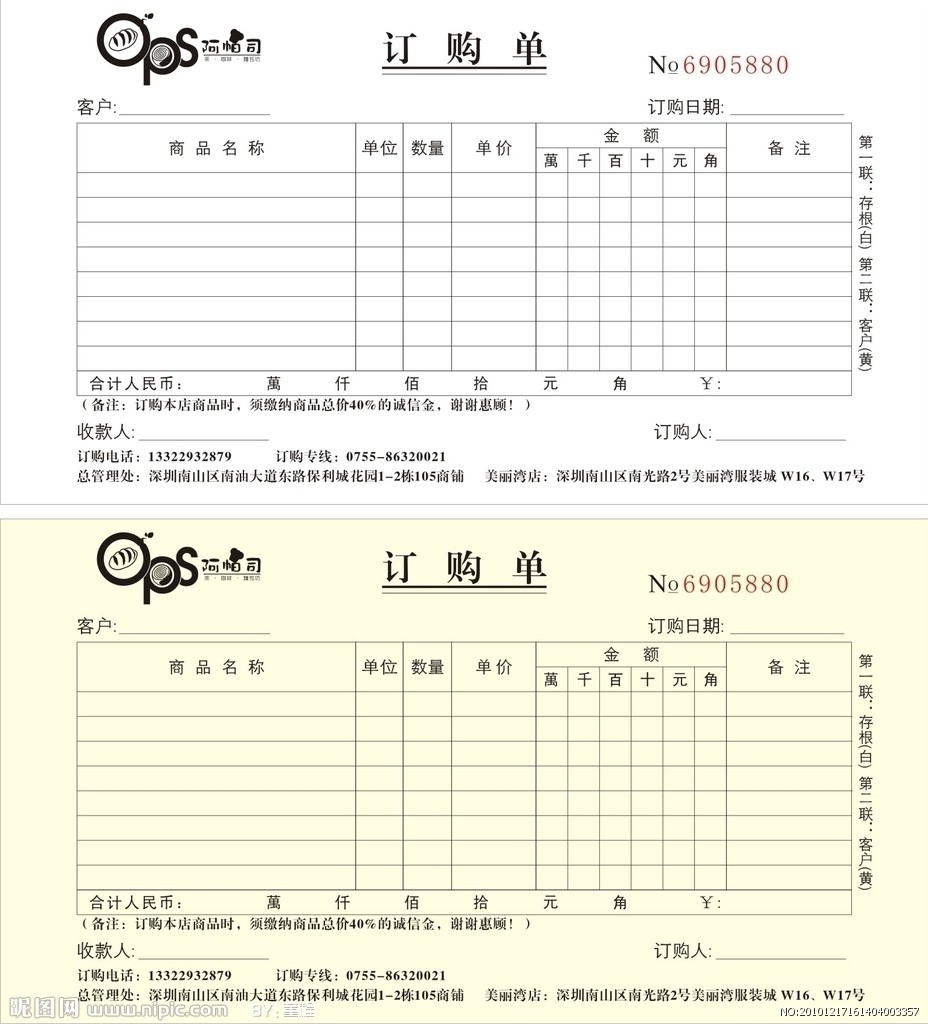 Ops 阿帕司
茶·咖啡·麵包坊
订 购 单
No 6905880
客户:
订购日期:
商品名称 单位 数量 单价 金额 备注
萬 千 百 十 元 角
第一联：存根(白) 第二联：客户(黄)
合计人民币： 萬 仟 佰 拾 元 角 ¥：
（备注：订购本店商品时，须缴纳商品总价40%的诚信金，谢谢惠顾！）
收款人: 订购人:
订购电话：13322932879 订购专线：0755-86320021
总管理处：深圳南山区南油大道东路保利城花园1-2栋105商铺 美丽湾店：深圳南山区南光路2号美丽湾服装城 W16、W17号
Ops 阿帕司
茶·咖啡·麵包坊
订 购 单
No 6905880
客户:
订购日期:
商品名称 单位 数量 单价 金额 备注
萬 千 百 十 元 角
第一联：存根(白) 第二联：客户(黄)
合计人民币： 萬 仟 佰 拾 元 角 ¥：
（备注：订购本店商品时，须缴纳商品总价40%的诚信金，谢谢惠顾！）
收款人: 订购人:
订购电话：13322932879 订购专线：0755-86320021
总管理处：深圳南山区南油大道东路保利城花园1-2栋105商铺 美丽湾店：深圳南山区南光路2号美丽湾服装城 W16、W17号
昵图网 www.nipic.com BY:
NO:20101217161404003357